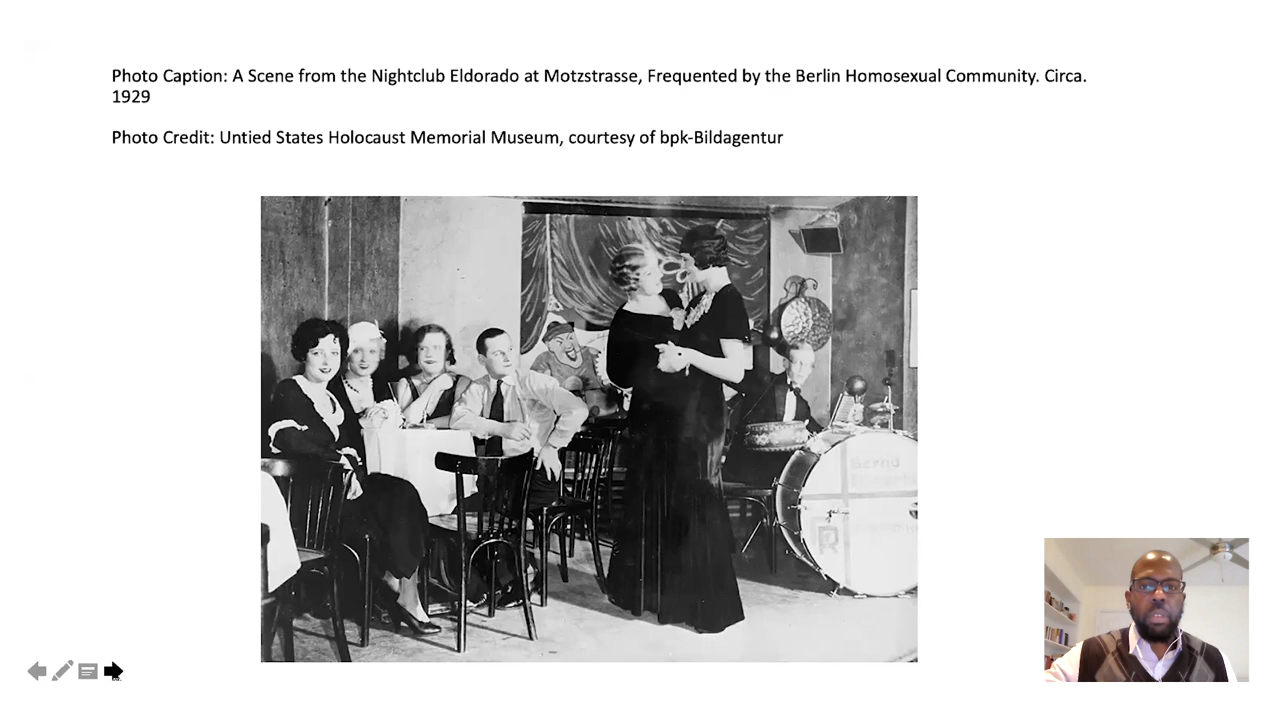 Photo Caption: A Scene from the Nightclub Eldorado at Motzstrasse, Frequented by the Berlin Homosexual Community. Circa.
1929
Photo Credit: Untied States Holocaust Memorial Museum, courtesy of bpk-Bildagentur